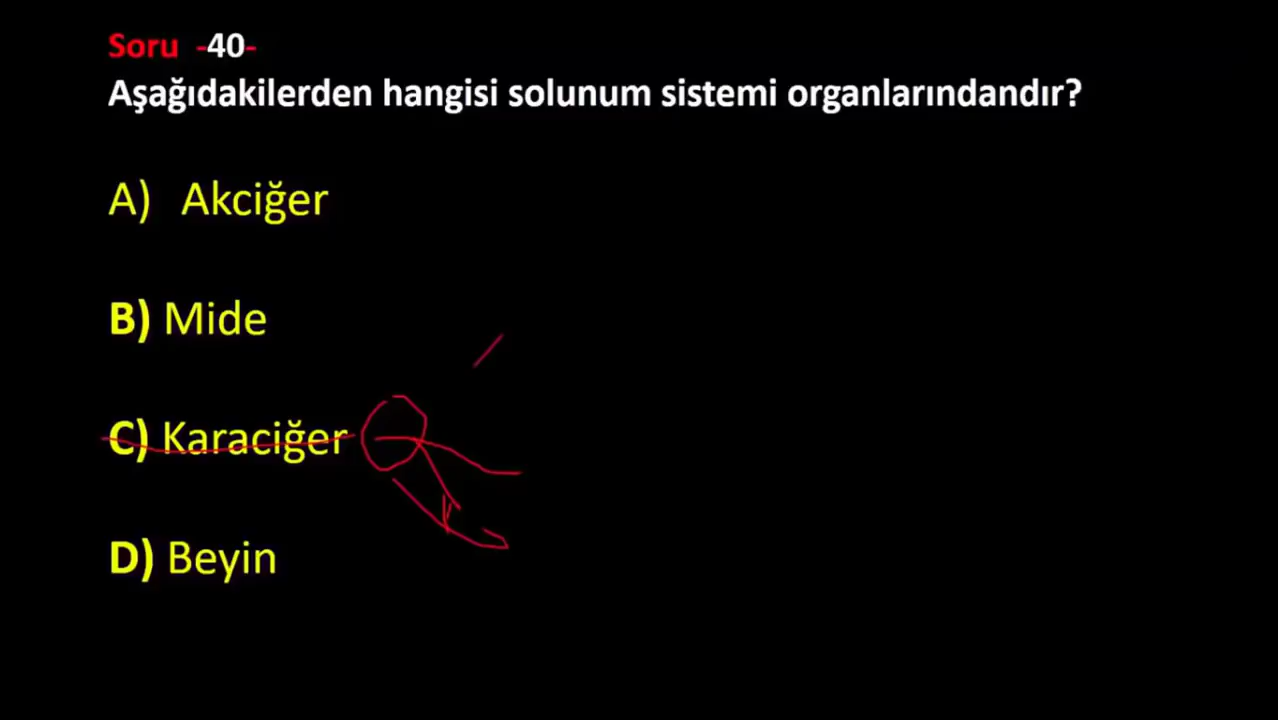 Soru -40-
Aşağıdakilerden hangisi solunum sistemi organlarındandır?
A) Akciğer
B) Mide
C) Karaciğer
D) Beyin